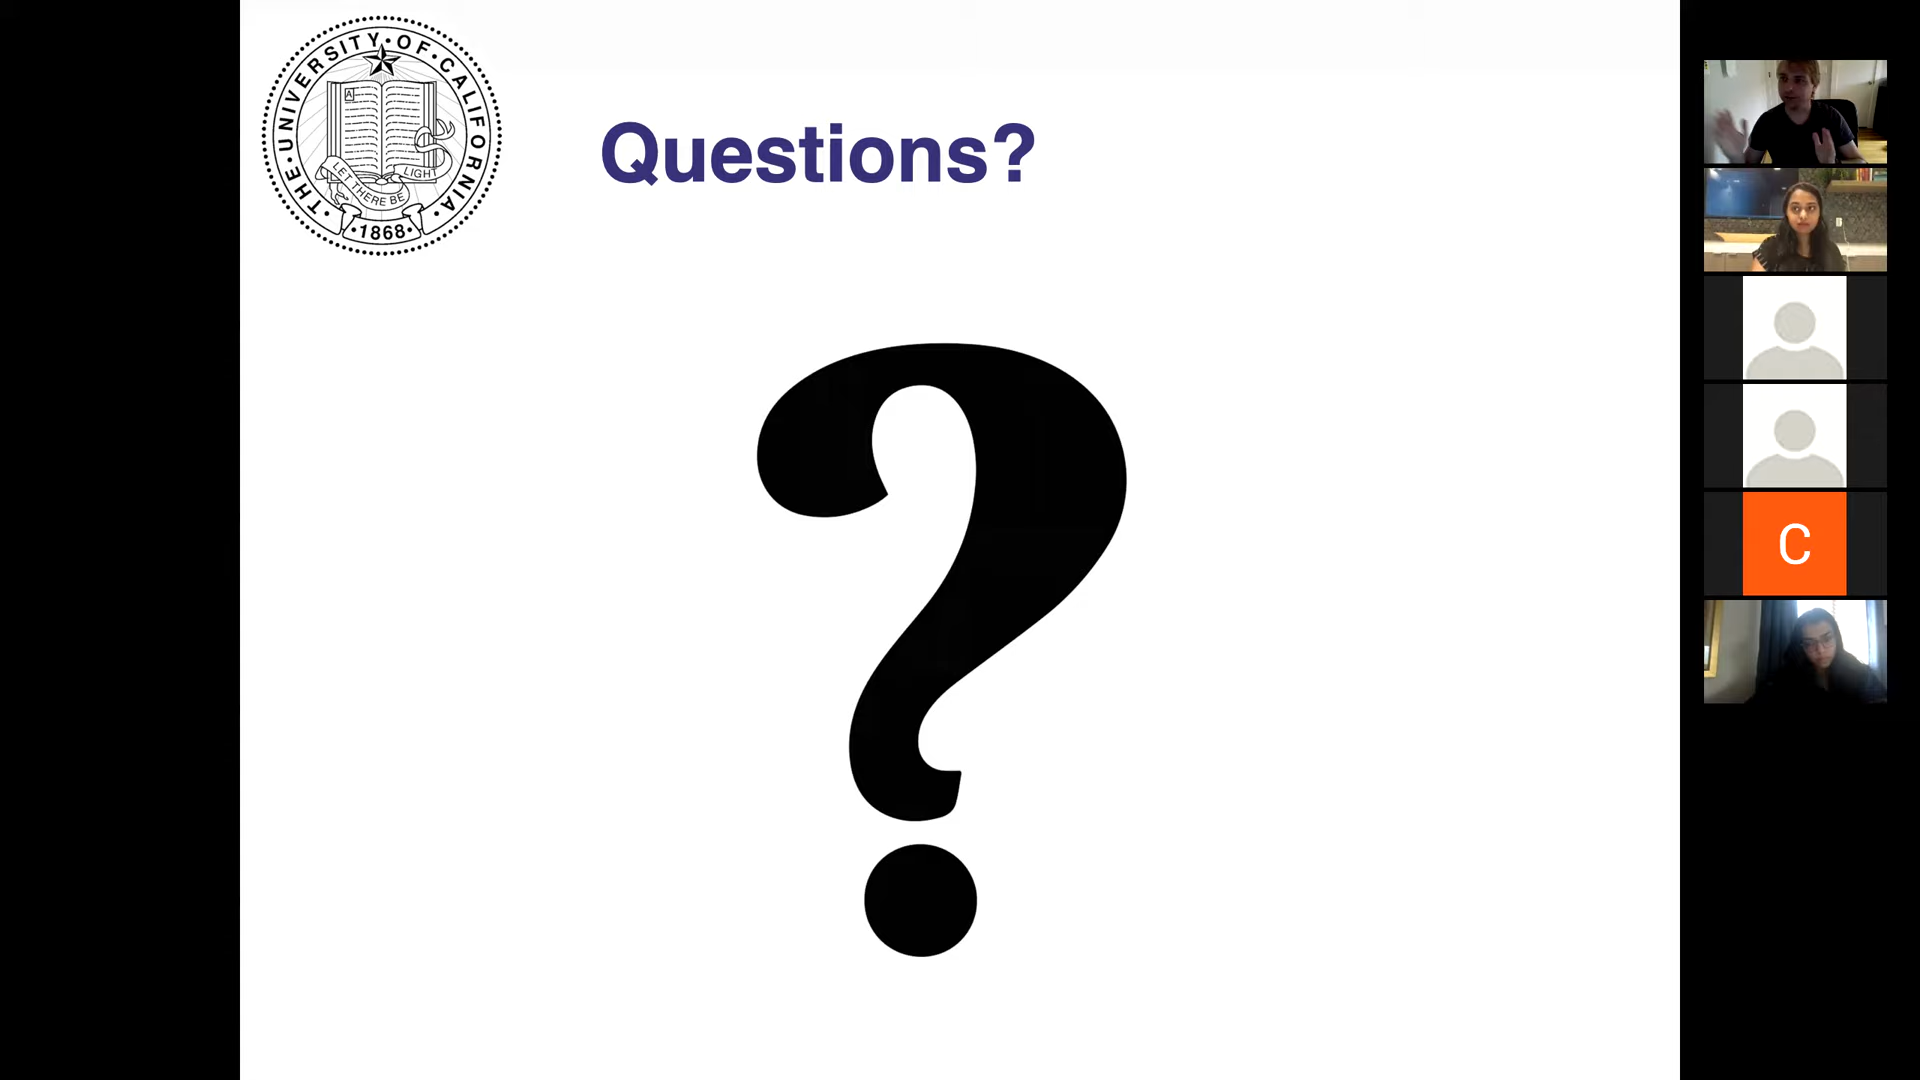 THE·UNIVERSITY·OF·CALIFORNIA·
A
LET THERE BE LIGHT
·1868·
Questions?
?
C